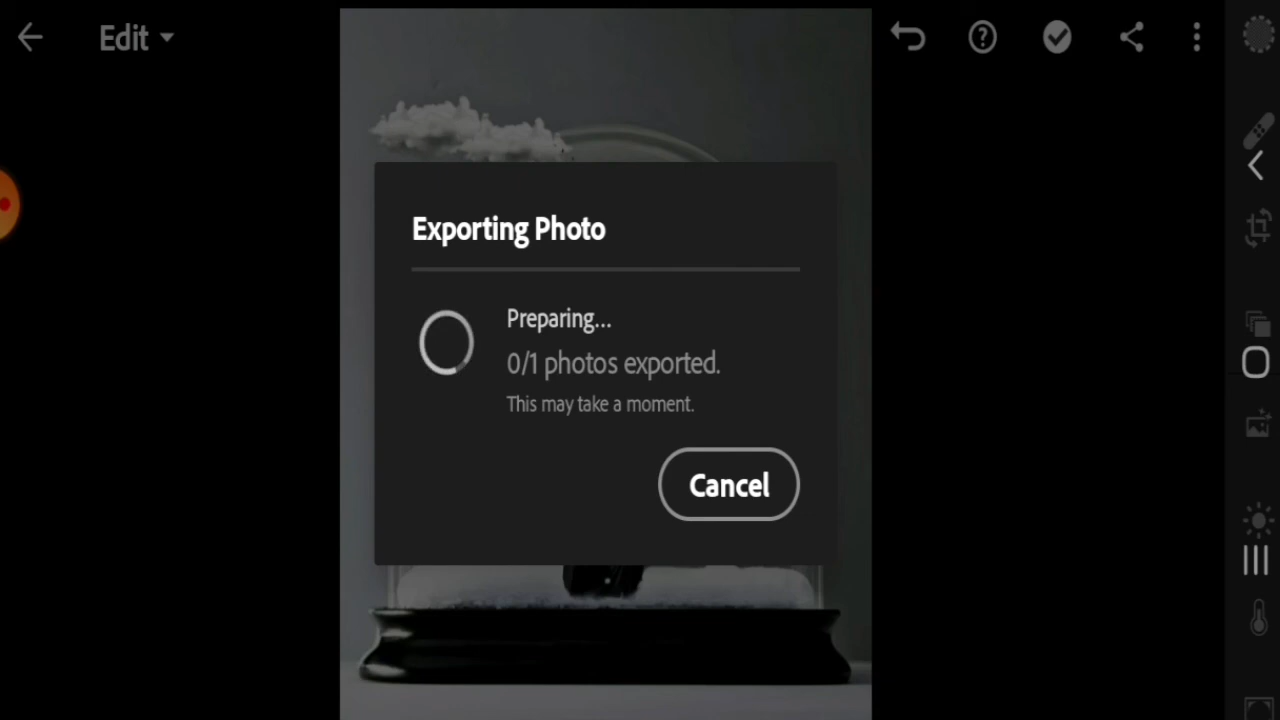 Edit
Exporting Photo
Preparing...
0/1 photos exported.
This may take a moment.
Cancel